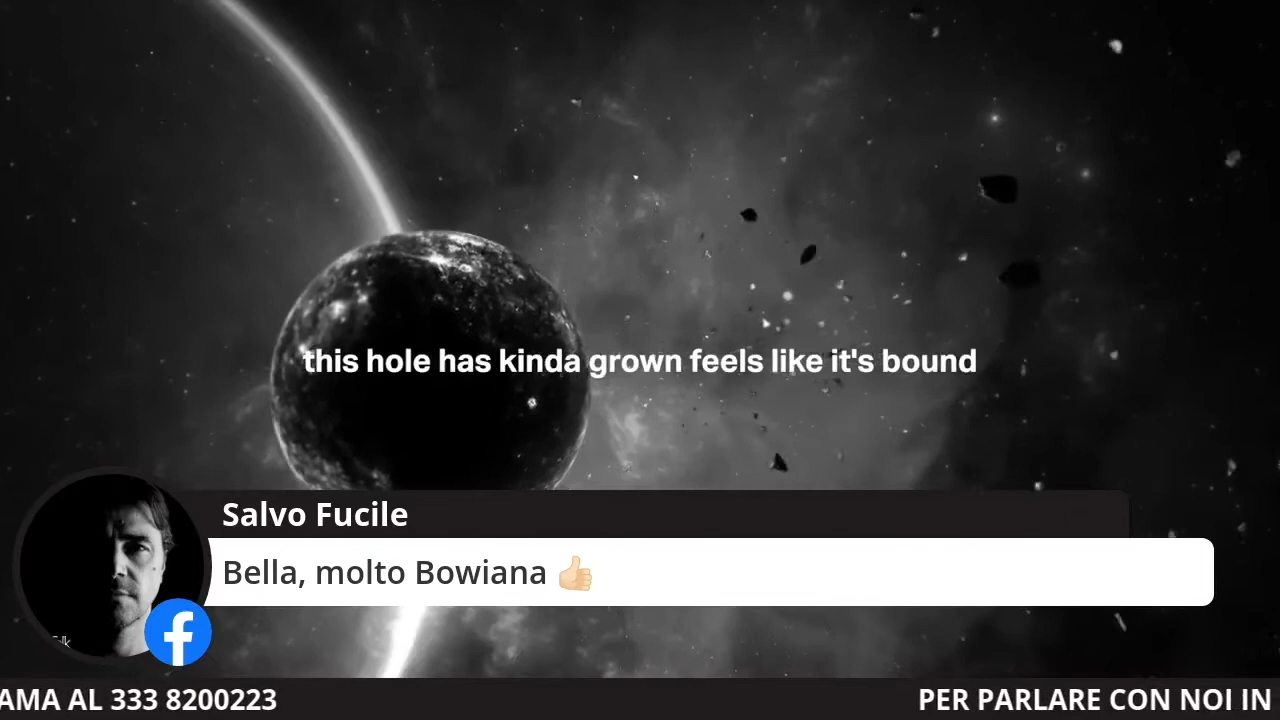 this hole has kinda grown feels like it's bound
Salvo Fucile
Bella, molto Bowiana 👍🏻
AMA AL 333 8200223
PER PARLARE CON NOI IN